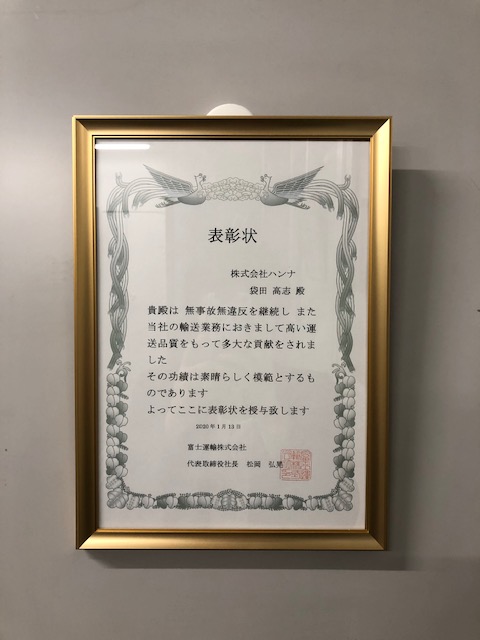 表彰状
株式会社ハンナ
袋田 高志 殿
貴殿は 無事故無違反を継続し また
当社の輸送業務におきまして高い運
送品質をもって多大な貢献をされま
した
その功績は素晴らしく模範とするも
のであります
よってここに表彰状を授与致します
2020年1月13日
富士運輸株式会社
代表取締役社長 松岡 弘晃